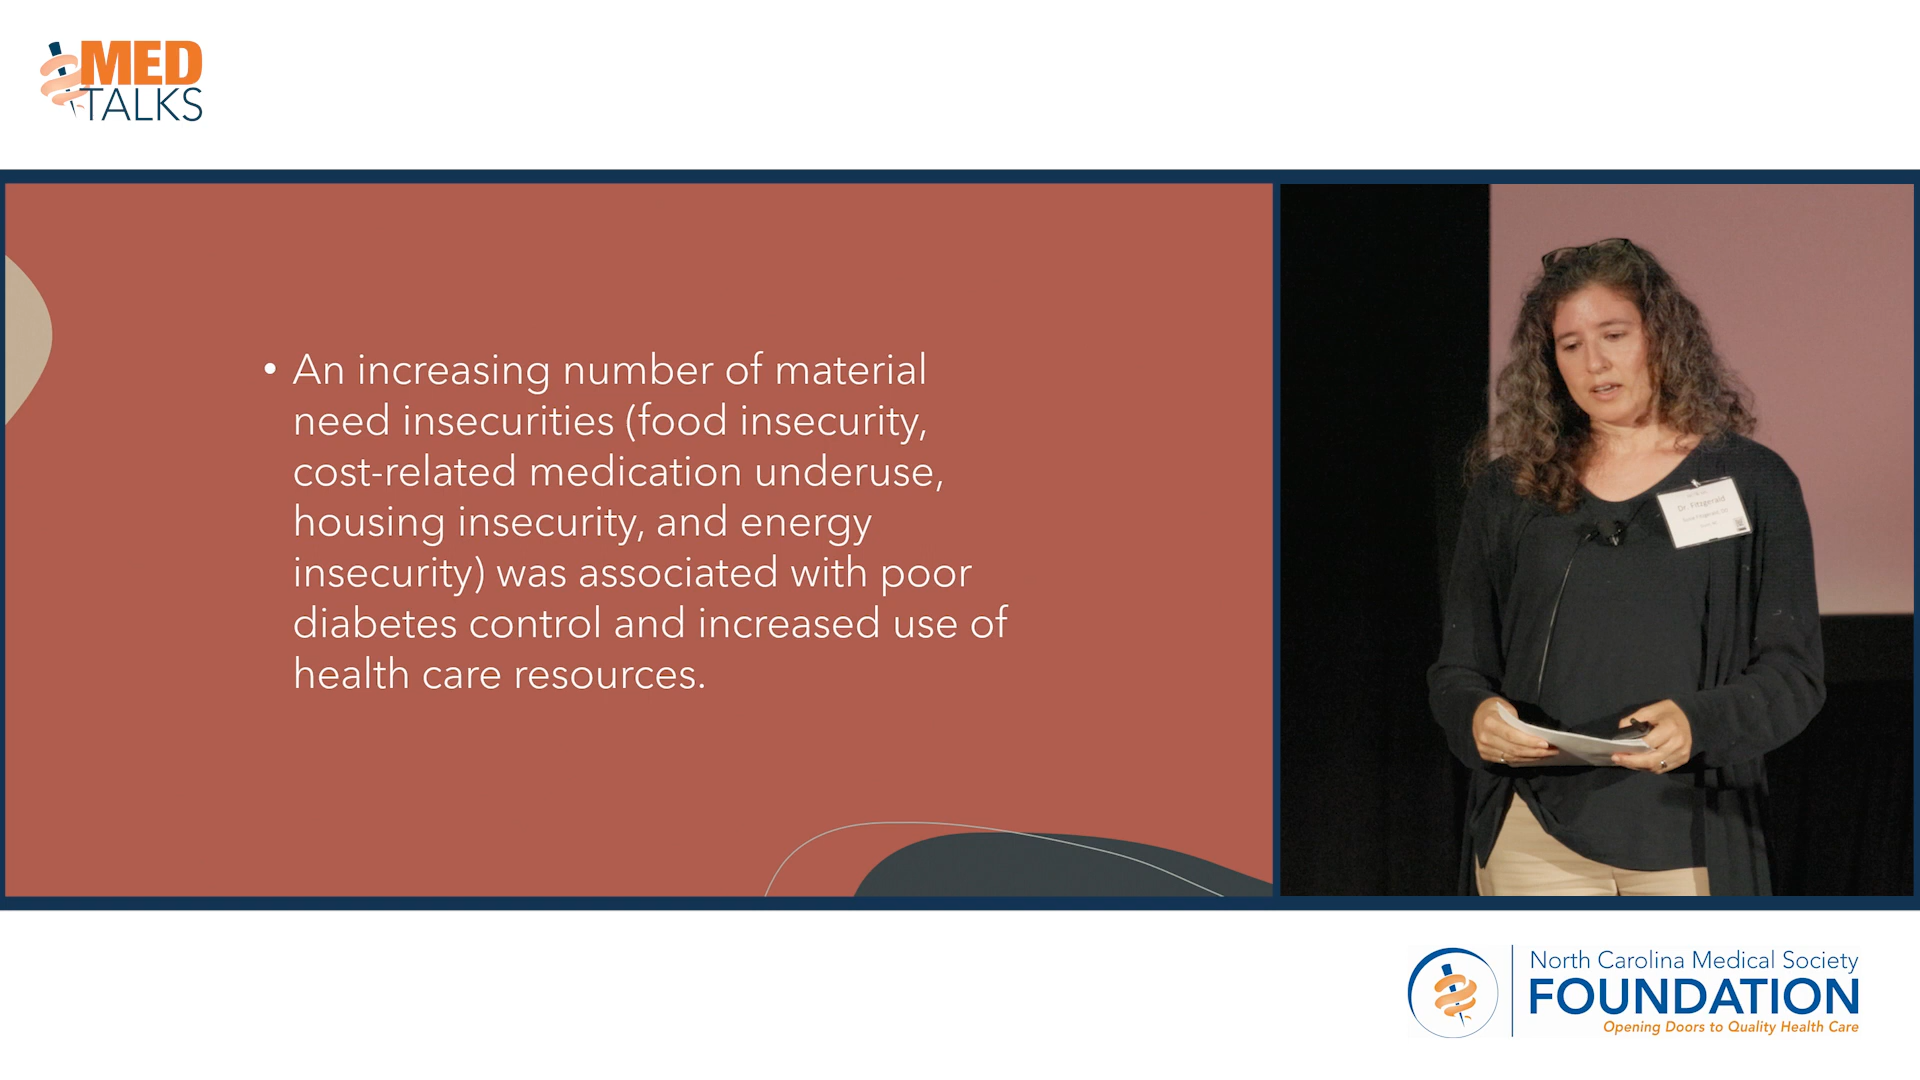 MED
TALKS
• An increasing number of material
need insecurities (food insecurity,
cost-related medication underuse,
housing insecurity, and energy
insecurity) was associated with poor
diabetes control and increased use of
health care resources.
Dr. Fitzgerald
North Carolina Medical Society
FOUNDATION
Opening Doors to Quality Health Care